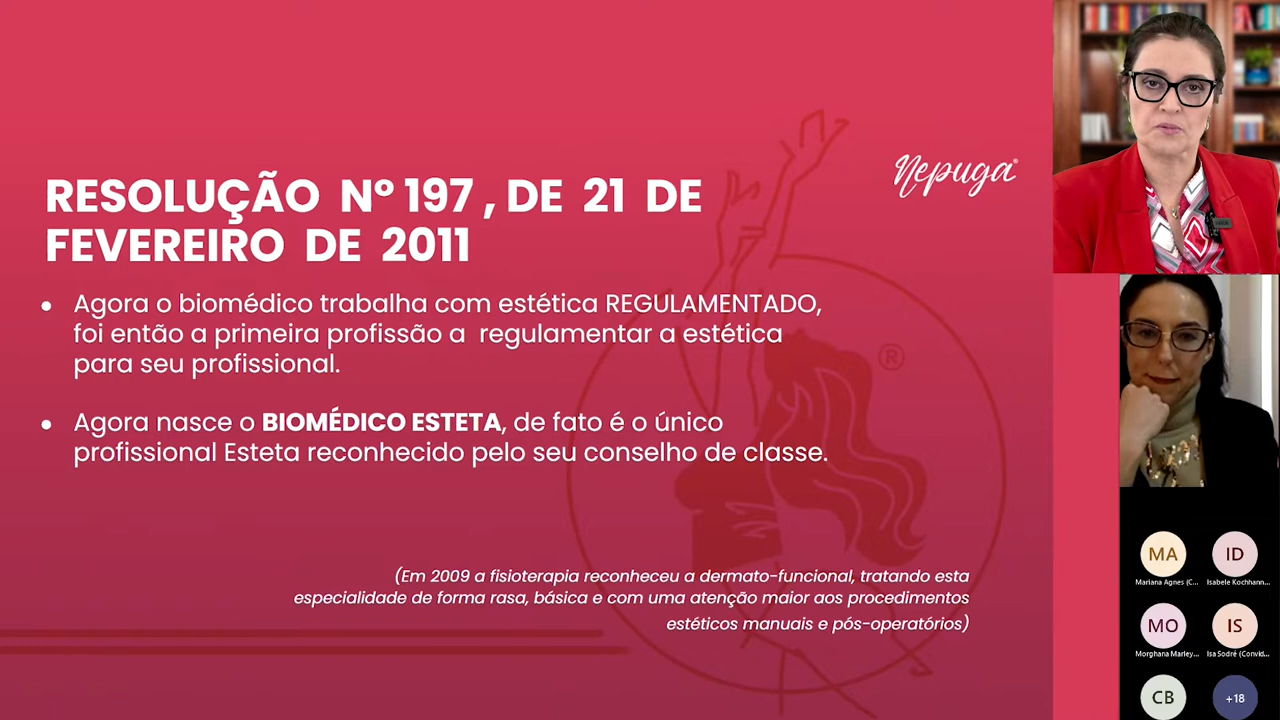 Nepuga®
RESOLUÇÃO Nº 197 , DE 21 DE
FEVEREIRO DE 2011
• Agora o biomédico trabalha com estética REGULAMENTADO,
foi então a primeira profissão a regulamentar a estética
para seu profissional.
• Agora nasce o BIOMÉDICO ESTETA, de fato é o único
profissional Esteta reconhecido pelo seu conselho de classe.
®
(Em 2009 a fisioterapia reconheceu a dermato-funcional, tratando esta
especialidade de forma rasa, básica e com uma atenção maior aos procedimentos
estéticos manuais e pós-operatórios)
MA
ID
Mariana Agnes (C...
Isabele Kochhann...
MO
IS
Morghana Marley...
Isa Sodré (Convid...
CB
+18